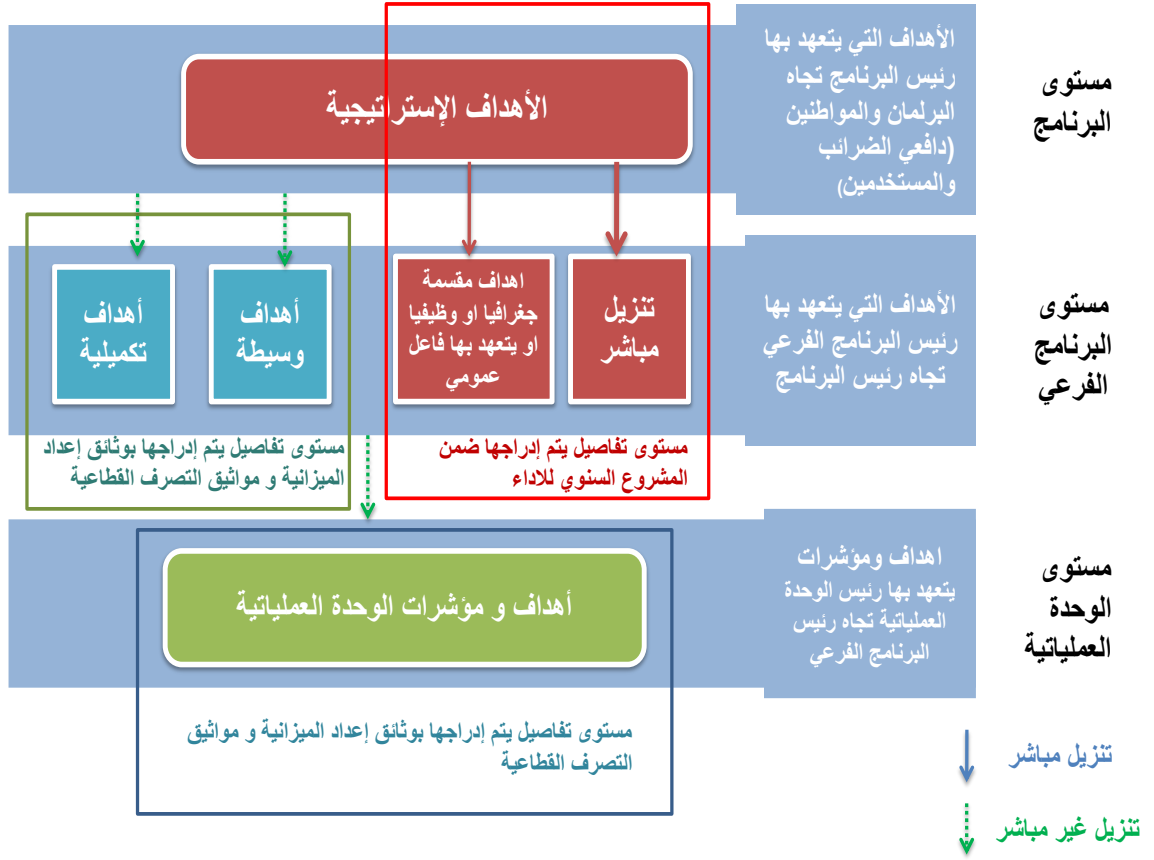 مستوى
البرنامج
الأهداف التي يتعهد بها
رئيس البرنامج تجاه
البرلمان والمواطنين
(دافعي الضرائب
والمستخدمين)
الأهداف الإستراتيجية
مستوى
البرنامج
الفرعي
الأهداف التي يتعهد بها
رئيس البرنامج الفرعي
تجاه رئيس البرنامج
تنزيل
مباشر
اهداف مقسمة
جغرافيا او وظيفيا
او يتعهد بها فاعل
عمومي
أهداف
وسيطة
أهداف
تكميلية
مستوى تفاصيل يتم إدراجها ضمن
المشروع السنوي للاداء
مستوى تفاصيل يتم إدراجها بوثائق إعداد
الميزانية و مواثيق التصرف القطاعية
مستوى
الوحدة
العملياتية
اهداف ومؤشرات
يتعهد بها رئيس الوحدة
العملياتية تجاه رئيس
البرنامج الفرعي
أهداف و مؤشرات الوحدة العملياتية
مستوى تفاصيل يتم إدراجها بوثائق إعداد الميزانية و مواثيق
التصرف القطاعية
تنزيل مباشر
تنزيل غير مباشر